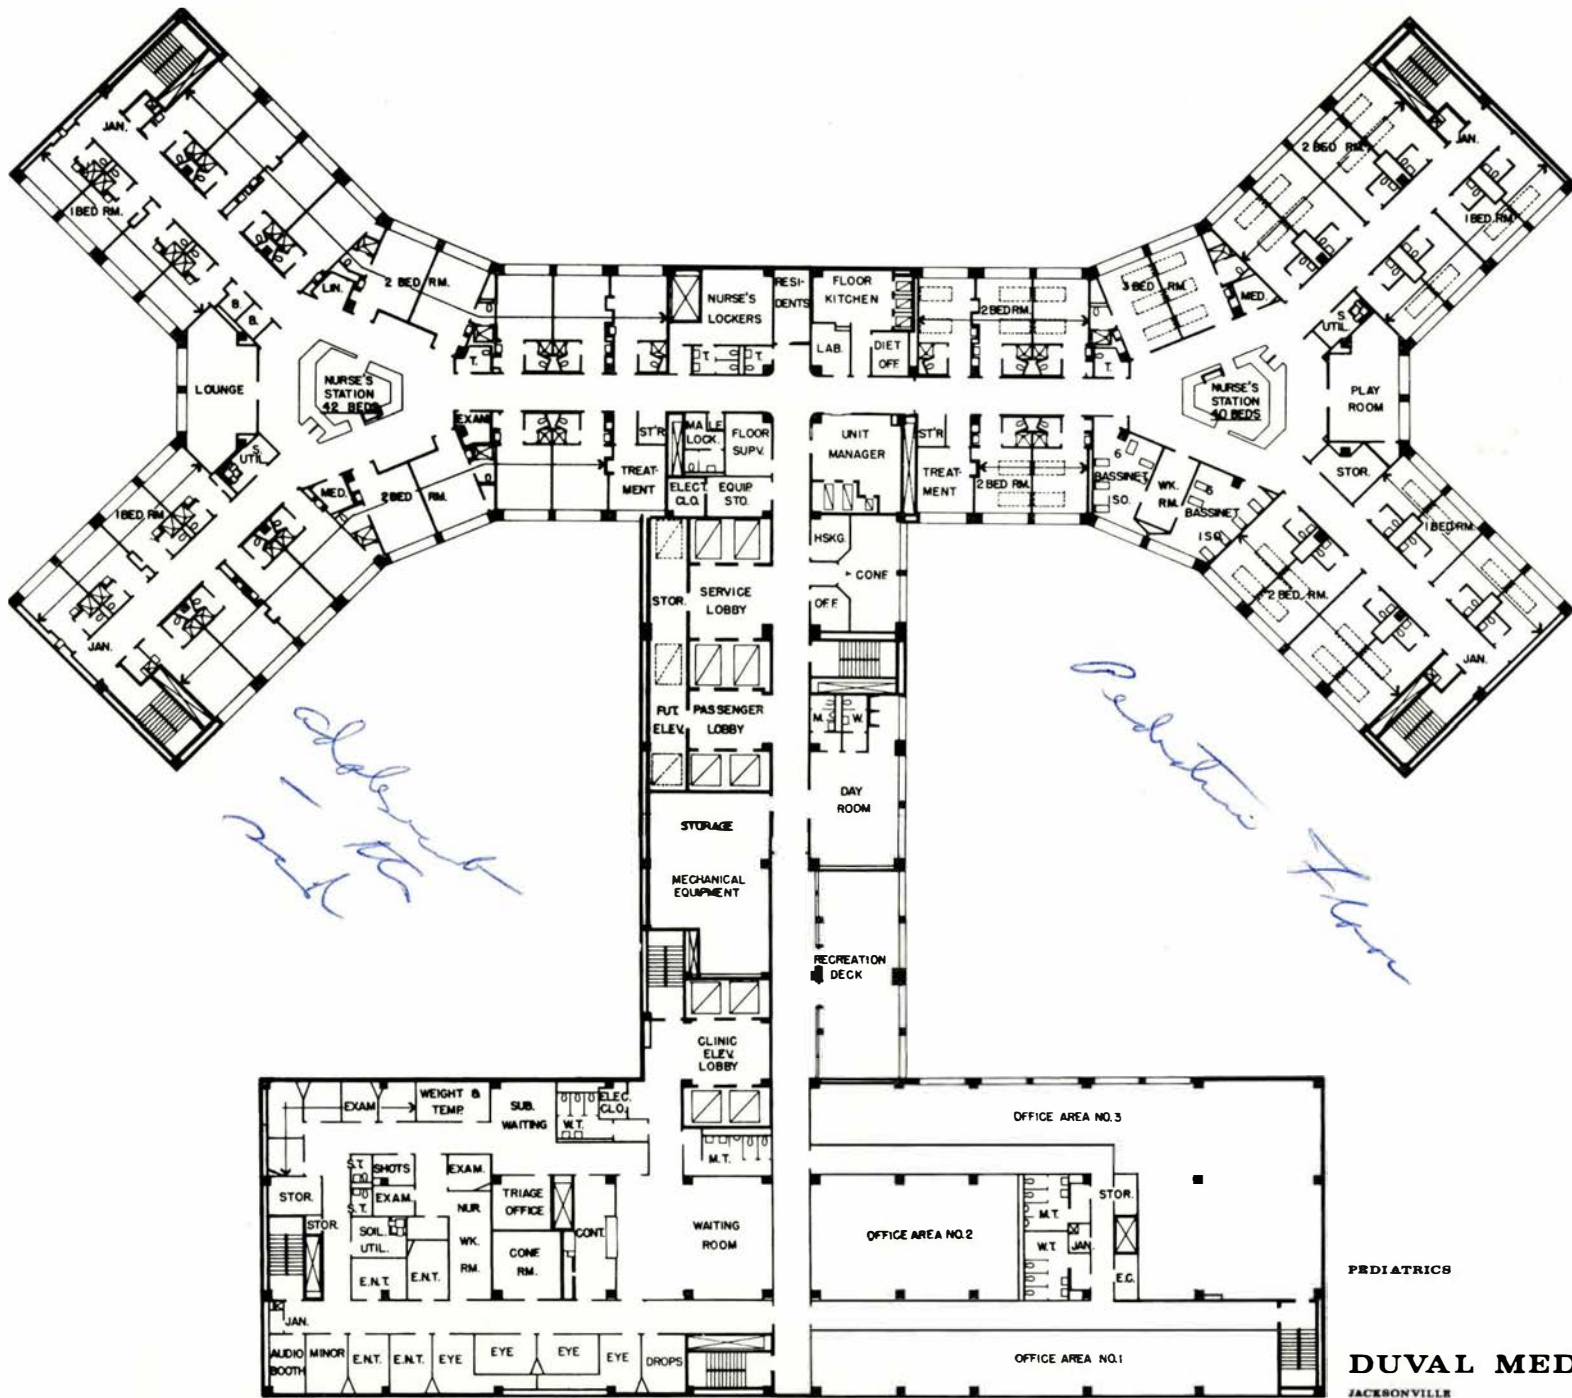 JAN.
1 BED RM.
B.
B.
LIN.
2 BED RM.
T.
LOUNGE
NURSE'S
STATION
42 BEDS
S.
UTIL.
EXAM
MED.
2 BED RM.
1 BED RM.
JAN.
NURSE'S
LOCKERS
T.
T.
RESI-
DENTS
FLOOR
KITCHEN
LAB.
DIET
OFF.
ST'R
TREAT-
MENT
MALE
LOCK.
FLOOR
SUPV.
ELECT.
CLO.
EQUIP
STO.
UNIT
MANAGER
ST'R
TREAT-
MENT
2 BED RM.
2 BED RM.
3 BED RM.
MED.
T.
2 BED RM.
JAN.
1 BED RM.
S.
UTIL.
NURSE'S
STATION
40 BEDS
PLAY
ROOM
STOR.
6
BASSINET
ISO.
WK.
RM.
6
BASSINET
ISO.
1 BED RM.
2 BED. RM.
JAN.
STOR.
SERVICE
LOBBY
HSKG.
CONF
OFF.
FUT.
ELEV.
PASSENGER
LOBBY
M.
W.
DAY
ROOM
STORAGE
MECHANICAL
EQUIPMENT
RECREATION
DECK
CLINIC
ELEV.
LOBBY
EXAM
WEIGHT &
TEMP.
SUB.
WAITING
W.T.
ELEC.
CLO.
M.T.
S.T.
SHOTS
EXAM.
STOR.
S.T.
EXAM.
TRIAGE
OFFICE
STOR.
SOIL.
UTIL.
NUR.
WK.
RM.
CONF.
RM.
CONT.
WAITING
ROOM
E.N.T.
E.N.T.
JAN.
AUDIO
BOOTH
MINOR
E.N.T.
E.N.T.
EYE
EYE
EYE
EYE
DROPS
OFFICE AREA NO.3
OFFICE AREA NO.2
M.T.
W.T.
JAN.
STOR.
E.C.
OFFICE AREA NO.1
Pediatric Floor
PEDIATRICS
DUVAL MED
JACKSONVILLE